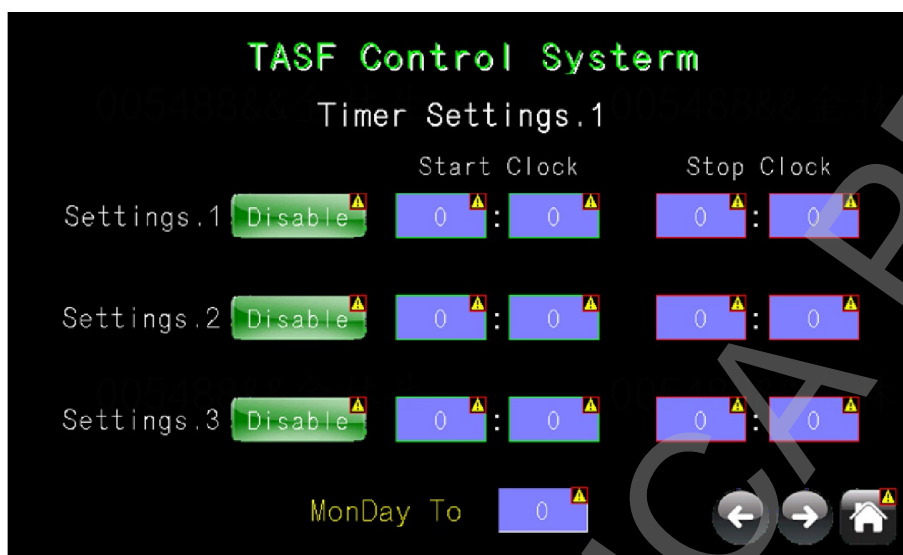 TASF Control Systerm
Timer Settings.1
Start Clock Stop Clock
Settings.1 Disable 0 : 0 0 : 0
Settings.2 Disable 0 : 0 0 : 0
Settings.3 Disable 0 : 0 0 : 0
MonDay To 0